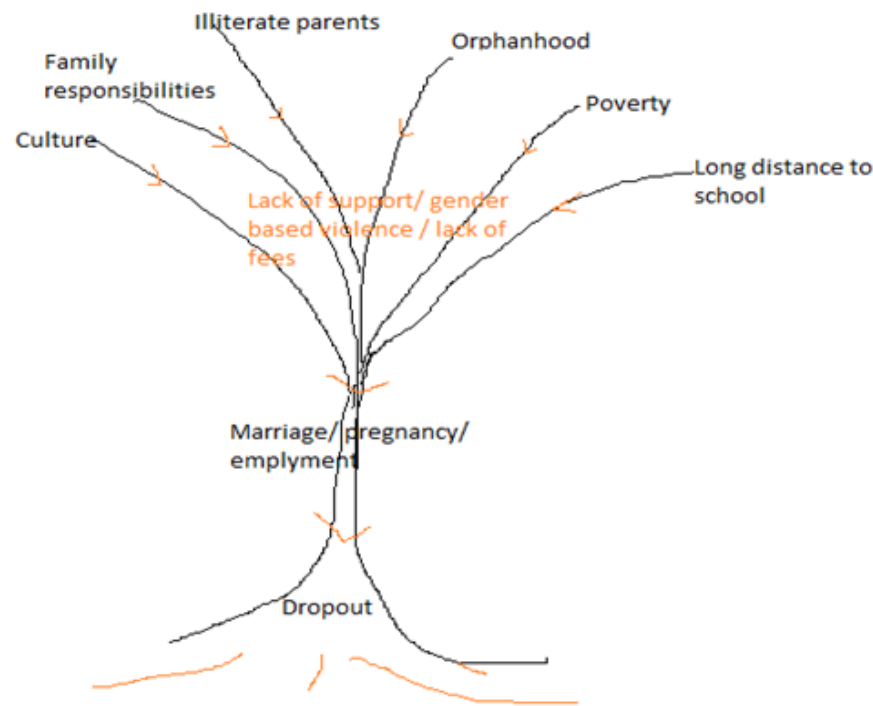 Illiterate parents
Orphanhood
Family
responsibilities
Poverty
Culture
Long distance to
school
Lack of support/ gender
based violence / lack of
fees
Marriage/ pregnancy/
emplyment
Dropout